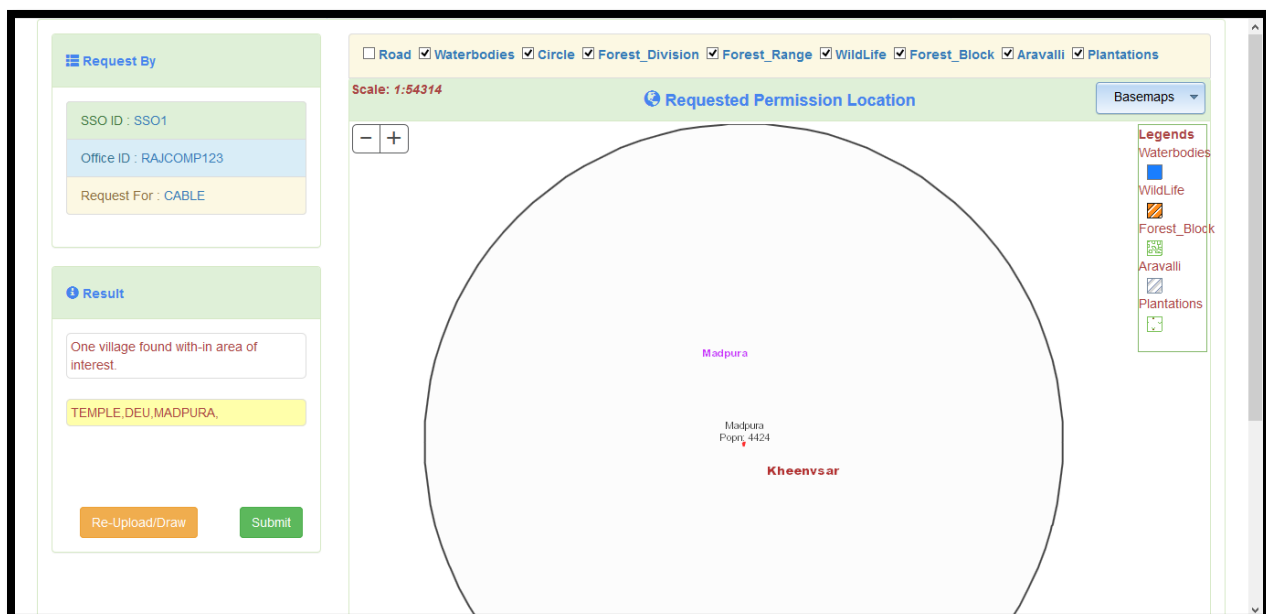 Request By
SSO ID : SSO1
Office ID : RAJCOMP123
Request For : CABLE
Result
One village found with-in area of
interest.
TEMPLE,DEU,MADPURA,
Re-Upload/Draw Submit
Road Waterbodies Circle Forest_Division Forest_Range WildLife Forest_Block Aravalli Plantations
Scale: 1:54314
Requested Permission Location
Basemaps
− +
Legends
Waterbodies
WildLife
Forest_Block
Aravalli
Plantations
Madpura
Madpura
Popn: 4424
Kheenvsar